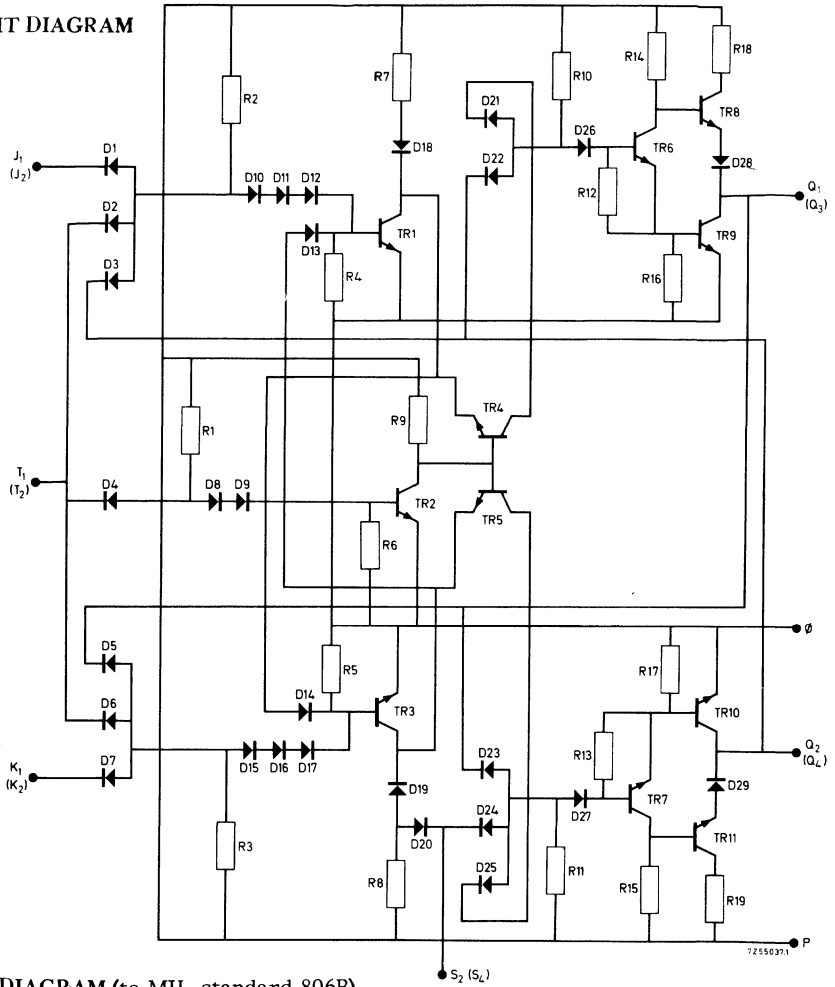 IT DIAGRAM
R2
R7
R10
R14
R18
D1
J1
(J2)
D10 D11 D12
D18
D21
D22
D26
TR6
TR8
D28
Q1
(Q3)
D2
D13
TR1
R12
TR9
D3
R4
R16
R1
R9
TR4
T1
(T2)
D4
D8 D9
TR2
TR5
R6
D5
Ø
R5
R17
D6
D14
TR3
TR10
D7
K1
(K2)
D15 D16 D17
D23
R13
Q2
(Q4)
D19
D27
TR7
D29
D24
D20
TR11
R3
R8
D25
R11
R15
R19
7Z55037.1
P
S2 (S4)
DIAGRAM (to MIL standard 806B)